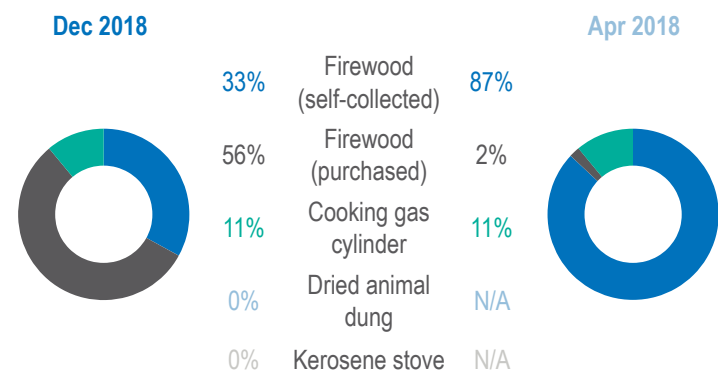 Dec 2018
Apr 2018
33% Firewood (self-collected) 87%
56% Firewood (purchased) 2%
11% Cooking gas cylinder 11%
0% Dried animal dung N/A
0% Kerosene stove N/A